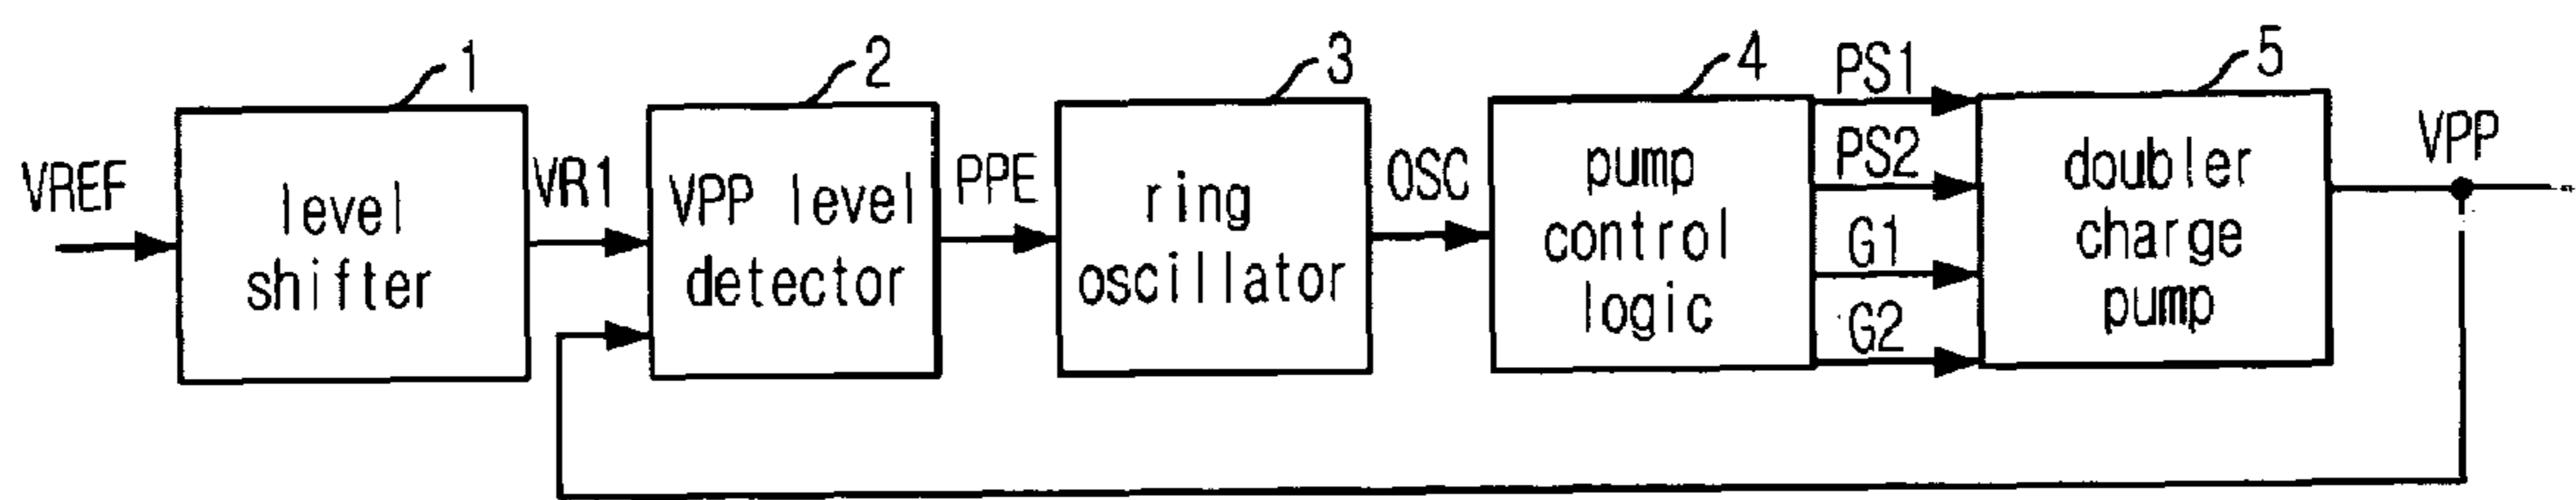 1
2
3
4
5
VREF
level
shifter
VR1
VPP level
detector
PPE
ring
oscillator
OSC
pump
control
logic
PS1
PS2
G1
G2
doubler
charge
pump
VPP